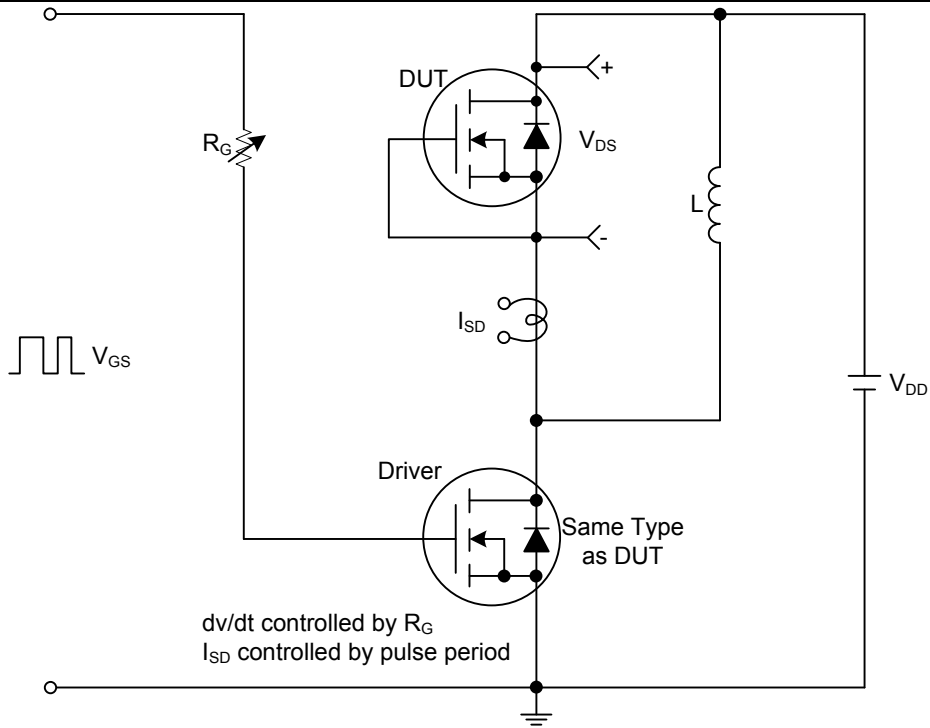 DUT
+
R_G
V_DS
L
-
I_SD
V_GS
V_DD
Driver
Same Type
as DUT
dv/dt controlled by R_G
I_SD controlled by pulse period